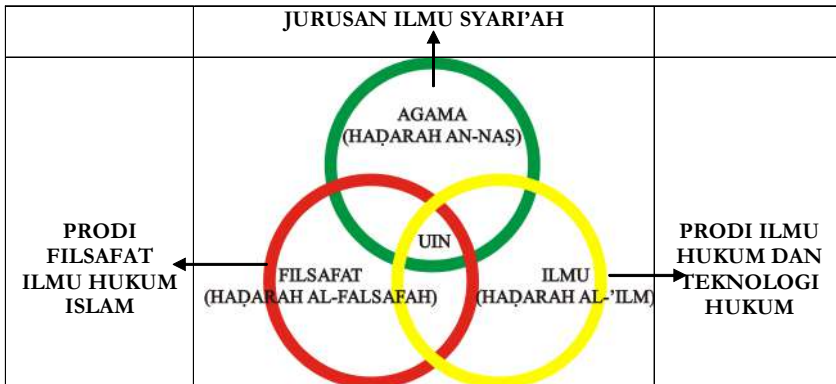 JURUSAN ILMU SYARI’AH
AGAMA
(HAḌARAH AN-NAṢ)
UIN
PRODI
FILSAFAT
ILMU HUKUM
ISLAM
FILSAFAT
(HAḌARAH AL-FALSAFAH)
ILMU
(HAḌARAH AL-’ILM)
PRODI ILMU
HUKUM DAN
TEKNOLOGI
HUKUM